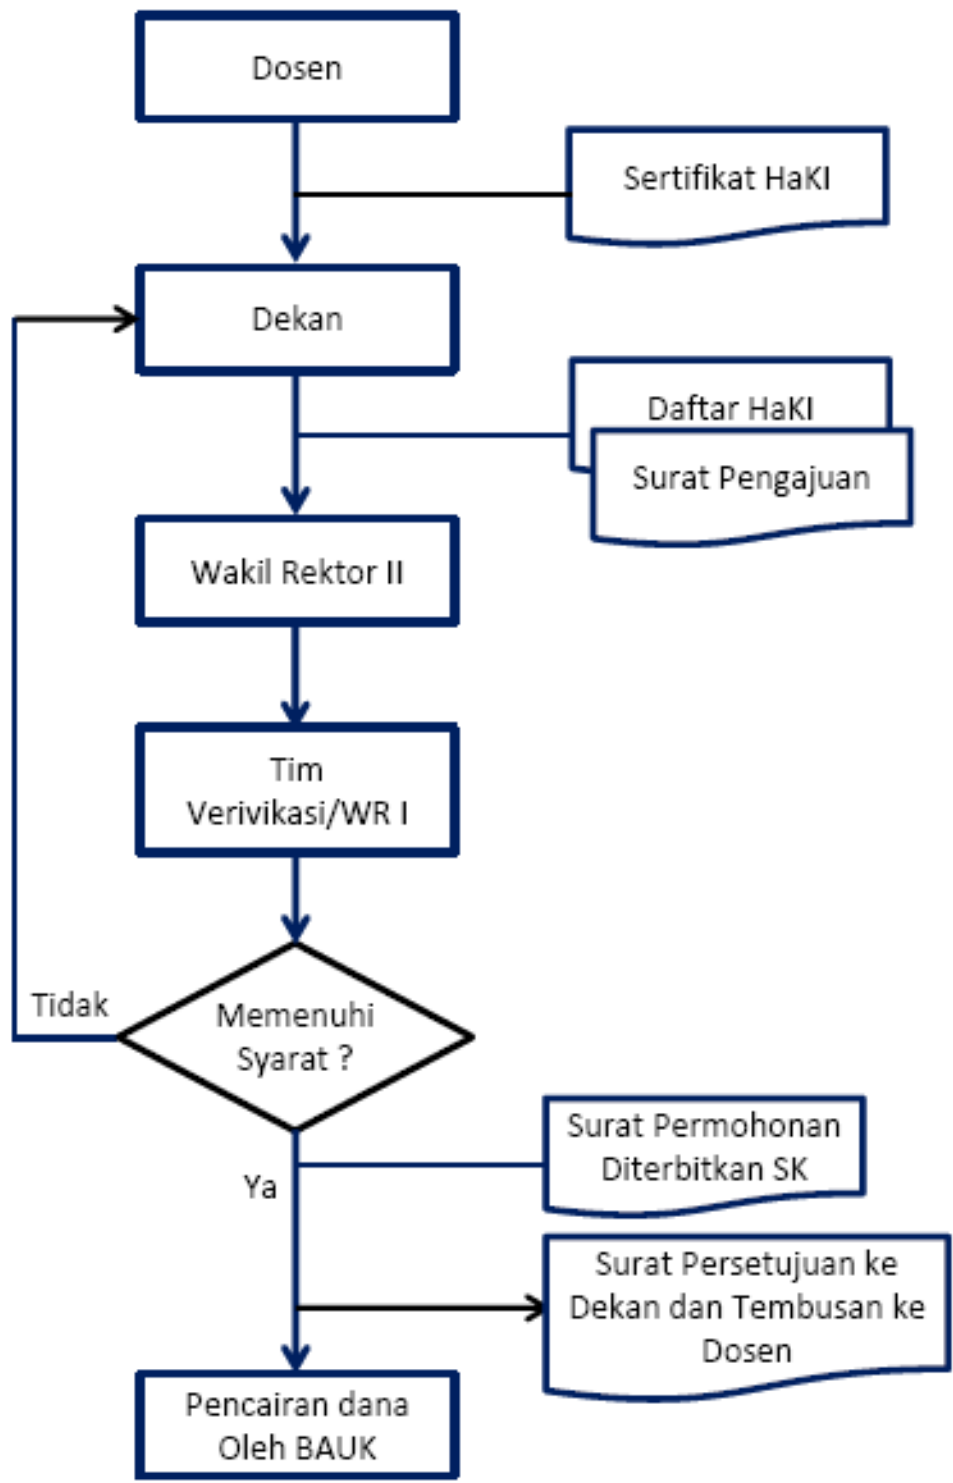 Dosen
Sertifikat HaKI
Dekan
Daftar HaKI
Surat Pengajuan
Wakil Rektor II
Tim
Verivikasi/WR I
Tidak
Memenuhi
Syarat ?
Surat Permohonan
Diterbitkan SK
Ya
Surat Persetujuan ke
Dekan dan Tembusan ke
Dosen
Pencairan dana
Oleh BAUK